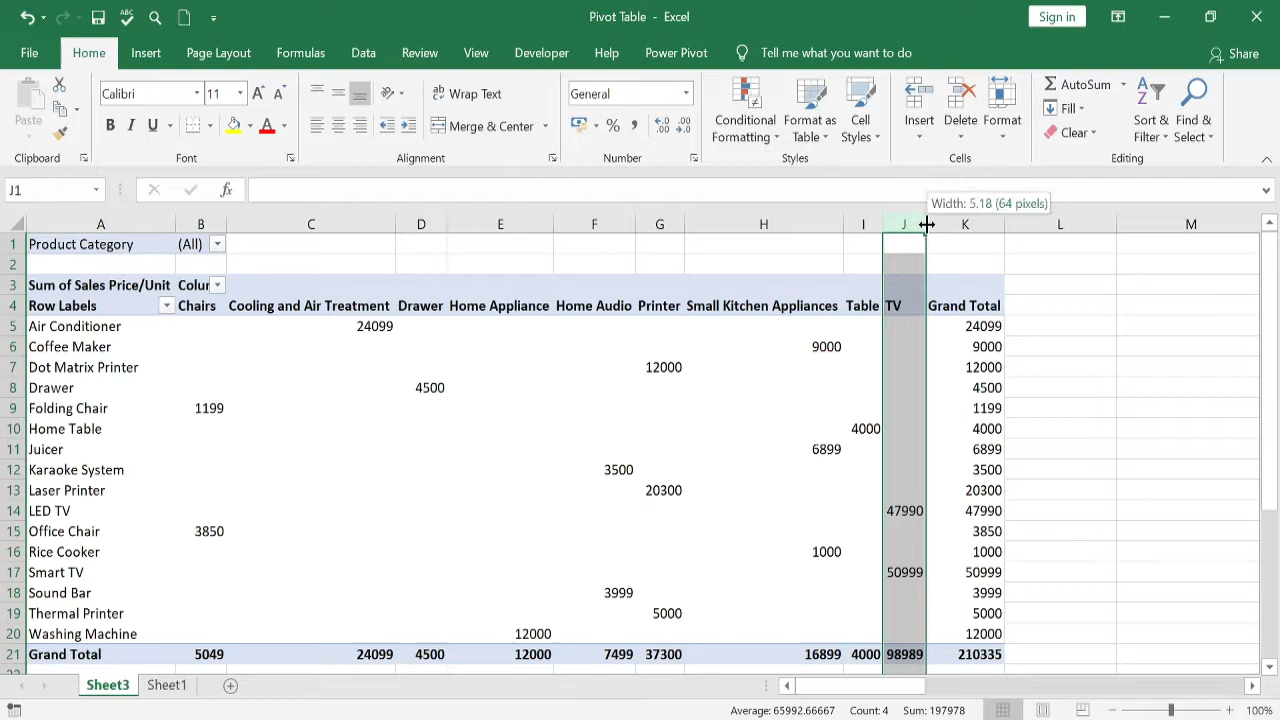 Pivot Table - Excel
Sign in
File Home Insert Page Layout Formulas Data Review View Developer Help Power Pivot Tell me what you want to do Share
Paste
Clipboard
Calibri 11
B I U
Font
Wrap Text
Merge & Center
Alignment
General
Number
Conditional Formatting
Format as Table
Cell Styles
Styles
Insert Delete Format
Cells
AutoSum
Fill
Clear
Sort & Filter
Find & Select
Editing
J1
fx
Width: 5.18 (64 pixels)
A B C D E F G H I J K L M
1 Product Category (All)
2
3 Sum of Sales Price/Unit Colur
4 Row Labels Chairs Cooling and Air Treatment Drawer Home Appliance Home Audio Printer Small Kitchen Appliances Table TV Grand Total
5 Air Conditioner 24099 24099
6 Coffee Maker 9000 9000
7 Dot Matrix Printer 12000 12000
8 Drawer 4500 4500
9 Folding Chair 1199 1199
10 Home Table 4000 4000
11 Juicer 6899 6899
12 Karaoke System 3500 3500
13 Laser Printer 20300 20300
14 LED TV 47990 47990
15 Office Chair 3850 3850
16 Rice Cooker 1000 1000
17 Smart TV 50999 50999
18 Sound Bar 3999 3999
19 Thermal Printer 5000 5000
20 Washing Machine 12000 12000
21 Grand Total 5049 24099 4500 12000 7499 37300 16899 4000 98989 210335
Sheet3 Sheet1
Average: 65992.66667 Count: 4 Sum: 197978 100%